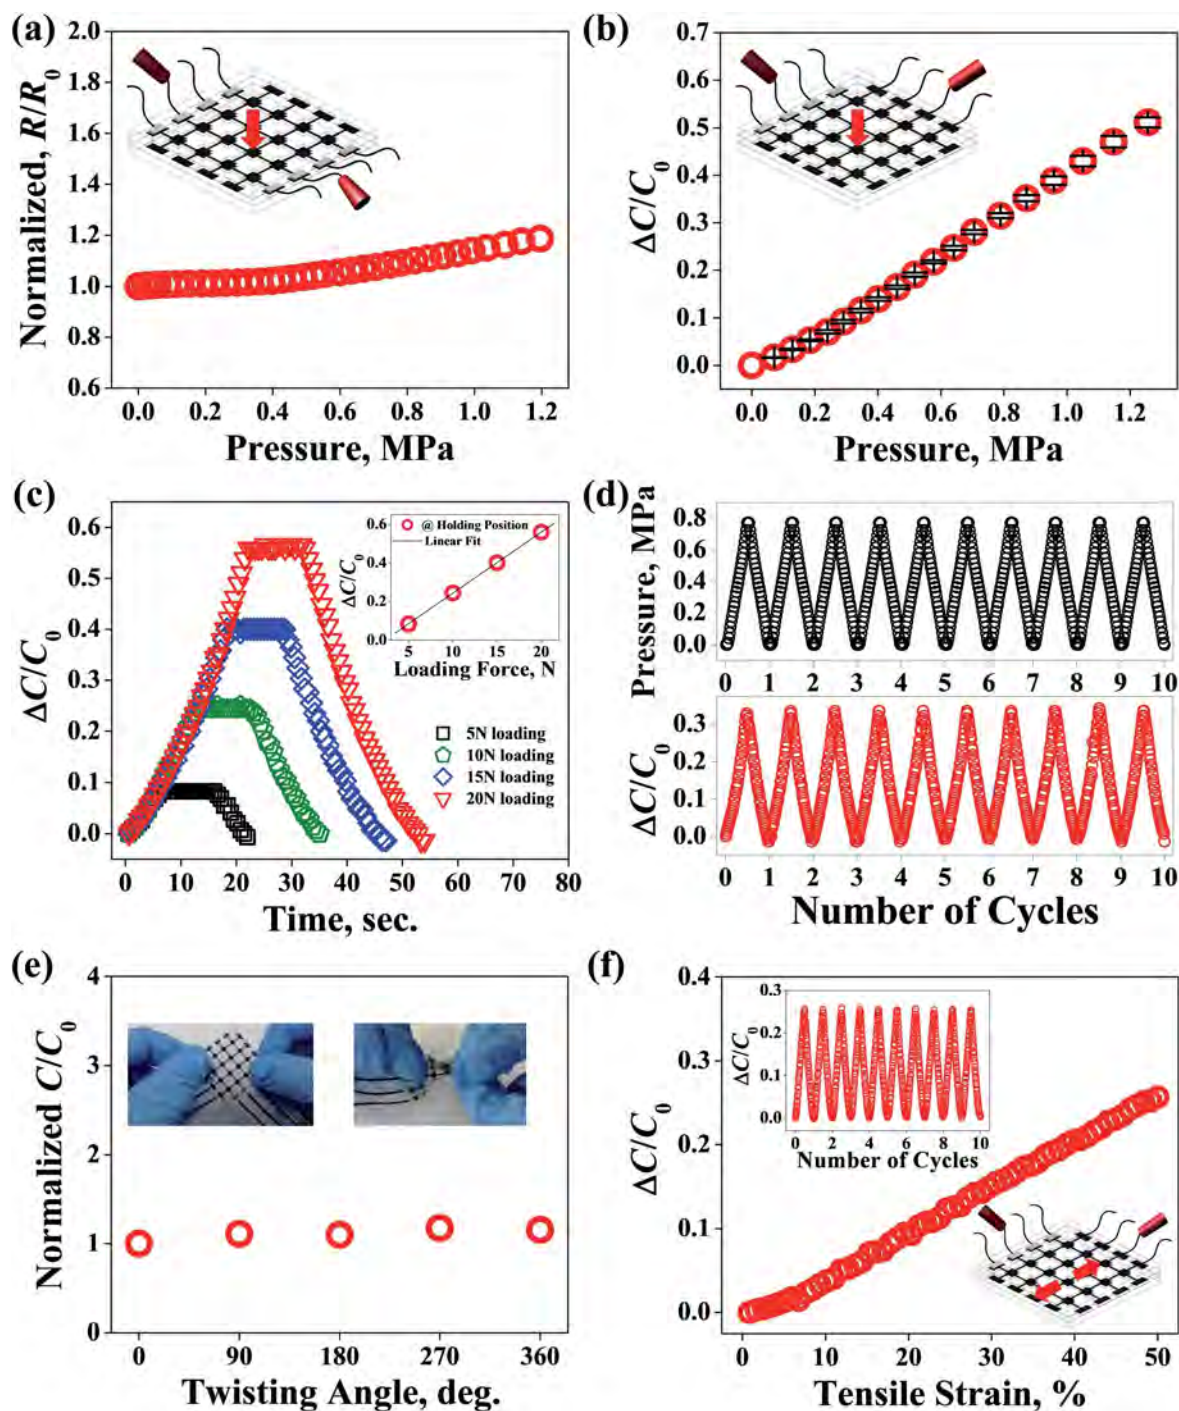 (a)
Normalized, R/R0
2.0
1.8
1.6
1.4
1.2
1.0
0.8
0.6
0.0 0.2 0.4 0.6 0.8 1.0 1.2
Pressure, MPa
(b)
ΔC/C0
0.7
0.6
0.5
0.4
0.3
0.2
0.1
0.0
0.0 0.2 0.4 0.6 0.8 1.0 1.2
Pressure, MPa
(c)
ΔC/C0
0.6
0.5
0.4
0.3
0.2
0.1
0.0
0 10 20 30 40 50 60 70 80
Time, sec.
ΔC/C0
0.6
0.4
0.2
0.0
@ Holding Position
Linear Fit
5 10 15 20
Loading Force, N
5N loading
10N loading
15N loading
20N loading
(d)
Pressure, MPa
0.8
0.6
0.4
0.2
0.0
0 1 2 3 4 5 6 7 8 9 10
ΔC/C0
0.3
0.2
0.1
0.0
0 1 2 3 4 5 6 7 8 9 10
Number of Cycles
(e)
Normalized C/C0
4
3
2
1
0
0 90 180 270 360
Twisting Angle, deg.
(f)
ΔC/C0
0.4
0.3
0.2
0.1
0.0
0 10 20 30 40 50
Tensile Strain, %
ΔC/C0
0.3
0.2
0.1
0.0
0 1 2 3 4 5 6 7 8 9 10
Number of Cycles